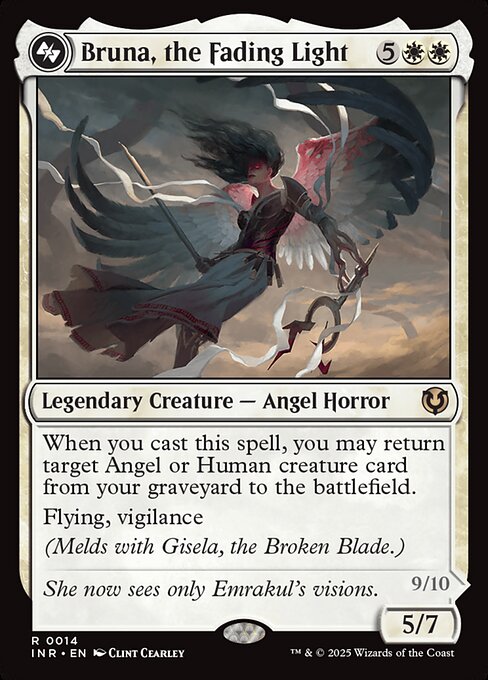 Bruna, the Fading Light 5
Legendary Creature — Angel Horror
When you cast this spell, you may return
target Angel or Human creature card
from your graveyard to the battlefield.
Flying, vigilance
(Melds with Gisela, the Broken Blade.)
She now sees only Emrakul's visions.
9/10
5/7
R 0014
INR • EN Clint Cearley
™ & © 2025 Wizards of the Coast